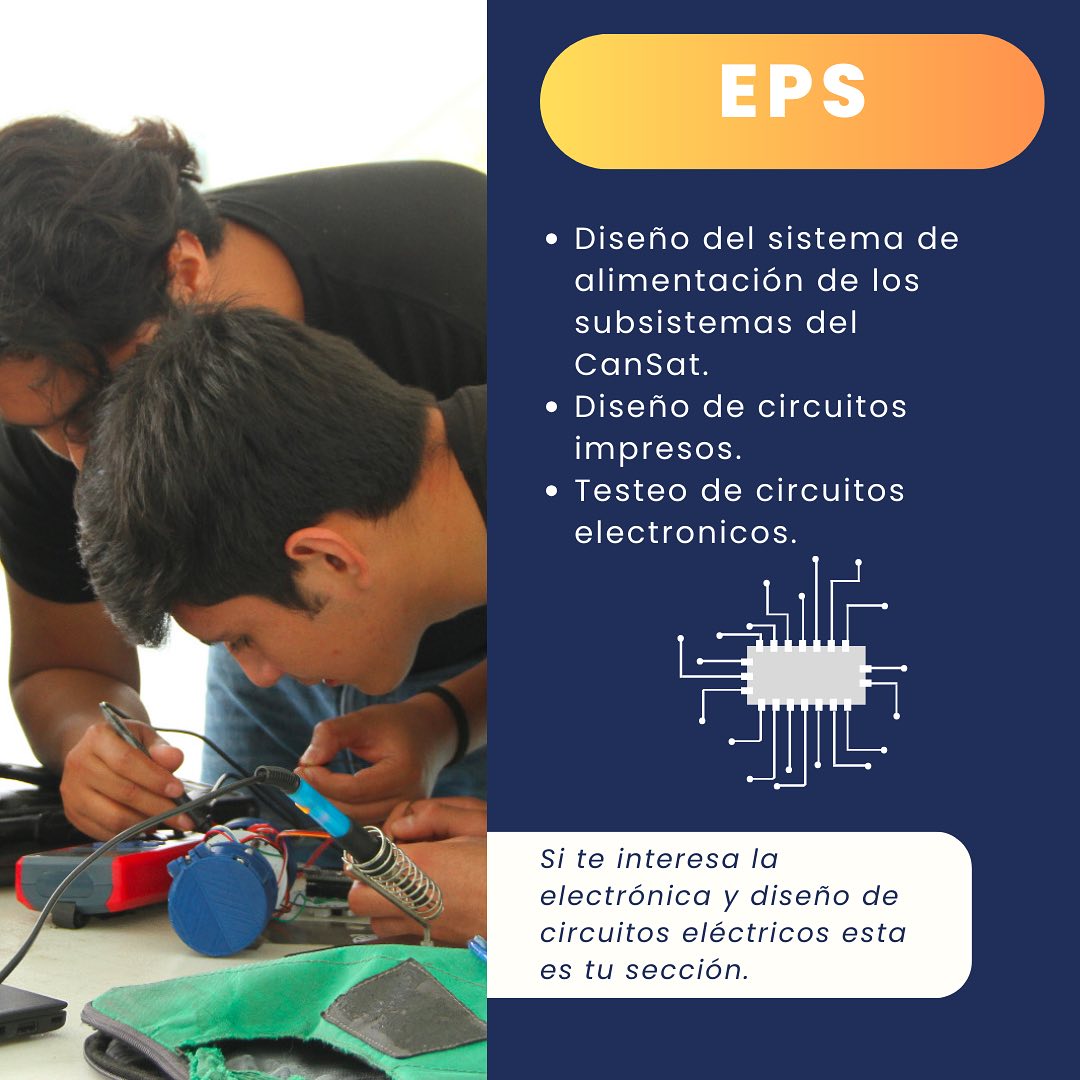 EPS
• Diseño del sistema de
alimentación de los
subsistemas del
CanSat.
• Diseño de circuitos
impresos.
• Testeo de circuitos
electronicos.
Si te interesa la
electrónica y diseño de
circuitos eléctricos esta
es tu sección.